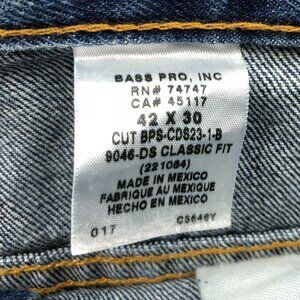 BASS PRO, INC
RN# 74747
CA# 45117
42 X 30
CUT BPS-CDS23-1-B
9046-DS CLASSIC FIT
(221084)
MADE IN MEXICO
FABRIQUE AU MEXIQUE
HECHO EN MEXICO
017 C3646Y